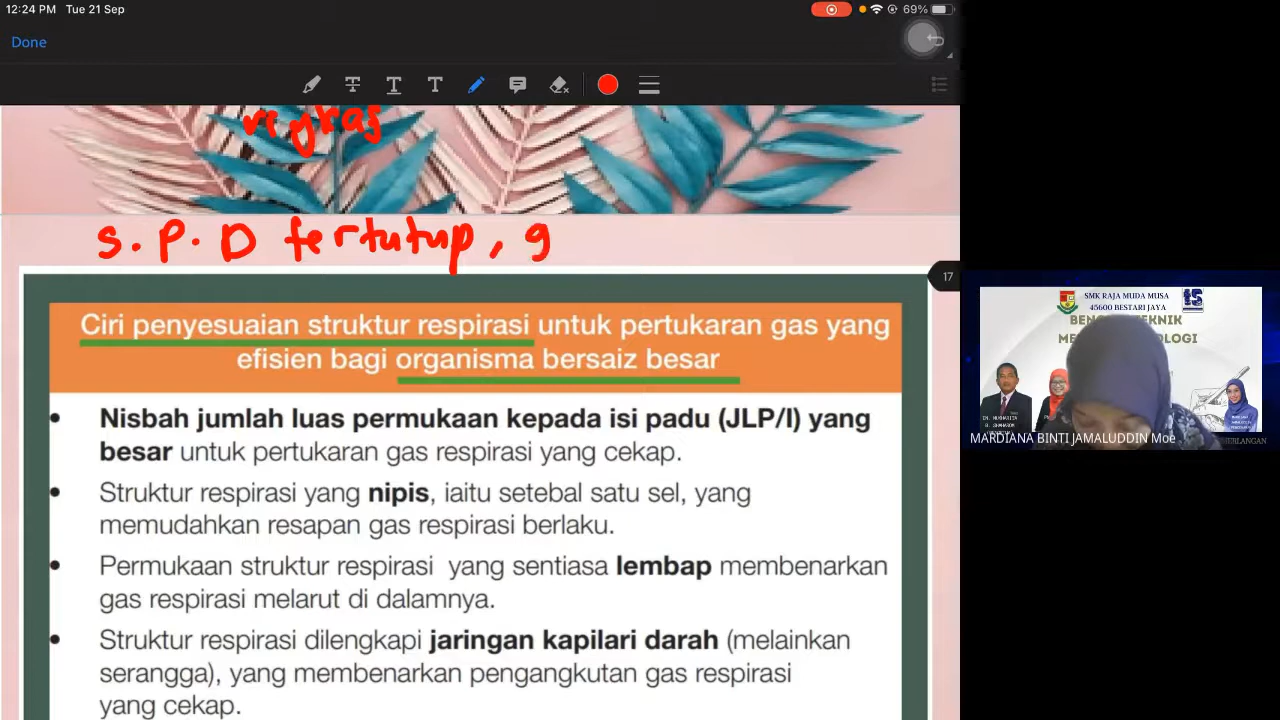 12:24 PM Tue 21 Sep
69%
Done
T T T
ringkas
S.P.D tertutup, g
17
Ciri penyesuaian struktur respirasi untuk pertukaran gas yang
efisien bagi organisma bersaiz besar
• Nisbah jumlah luas permukaan kepada isi padu (JLP/I) yang
besar untuk pertukaran gas respirasi yang cekap.
• Struktur respirasi yang nipis, iaitu setebal satu sel, yang
memudahkan resapan gas respirasi berlaku.
• Permukaan struktur respirasi yang sentiasa lembap membenarkan
gas respirasi melarut di dalamnya.
• Struktur respirasi dilengkapi jaringan kapilari darah (melainkan
serangga), yang membenarkan pengangkutan gas respirasi
yang cekap.
SMK RAJA MUDA MUSA
45600 BESTARI JAYA
MARDIANA BINTI JAMALUDDIN Moe